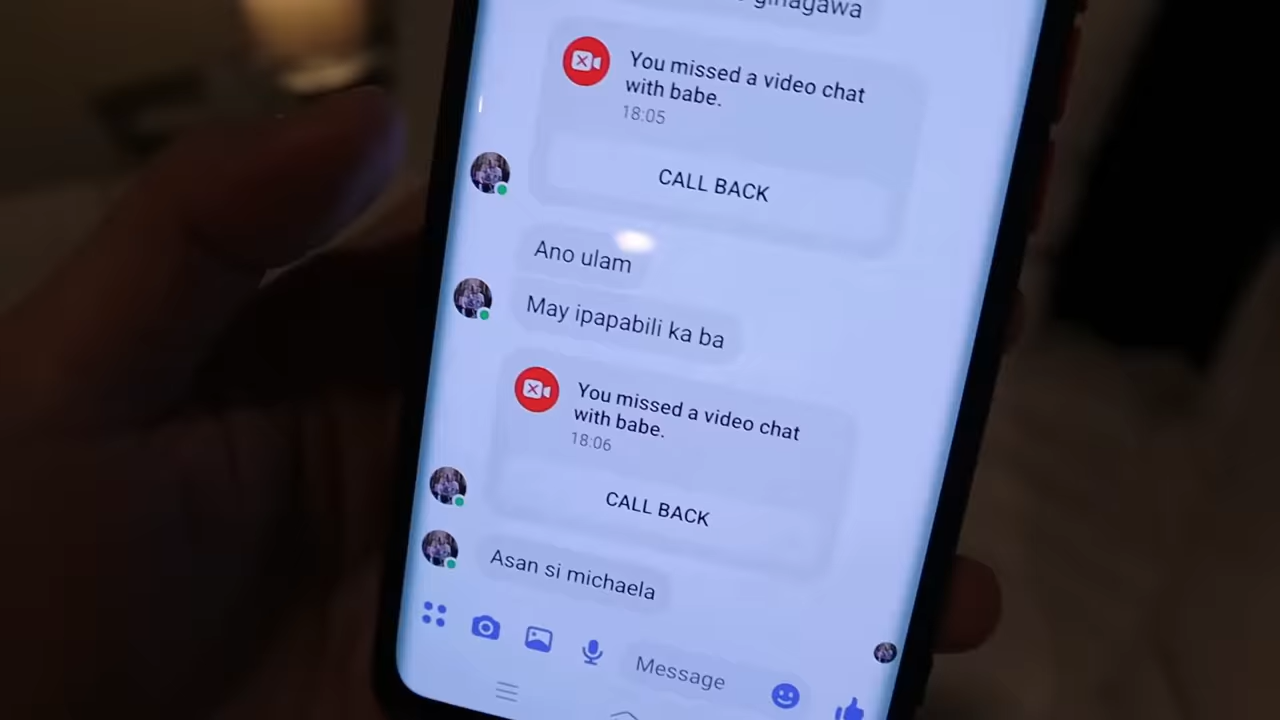 ginagawa
You missed a video chat
with babe.
18:05
CALL BACK
Ano ulam
May ipapabili ka ba
You missed a video chat
with babe.
18:06
CALL BACK
Asan si michaela
Message